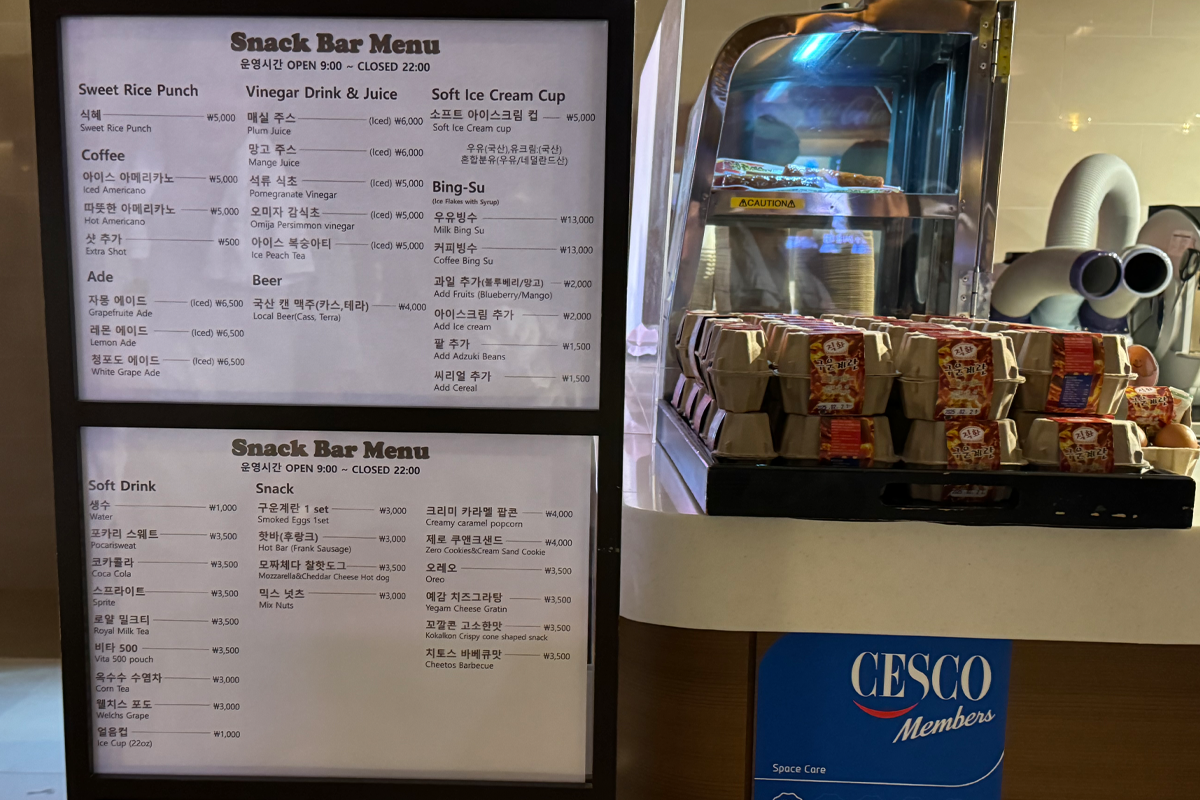 Snack Bar Menu
운영시간 OPEN 9:00 ~ CLOSED 22:00
Sweet Rice Punch
식혜 ₩5,000
Sweet Rice Punch
Coffee
아이스 아메리카노 ₩5,000
Iced Americano
따뜻한 아메리카노 ₩5,000
Hot Americano
샷 추가 ₩500
Extra Shot
Ade
자몽 에이드 (Iced) ₩6,500
Grapefruite Ade
레몬 에이드 (Iced) ₩6,500
Lemon Ade
청포도 에이드 (Iced) ₩6,500
White Grape Ade
Vinegar Drink & Juice
매실 주스 (Iced) ₩6,000
Plum Juice
망고 주스 (Iced) ₩6,000
Mange Juice
석류 식초 (Iced) ₩5,000
Pomegranate Vinegar
오미자 감식초 (Iced) ₩5,000
Omija Persimmon vinegar
아이스 복숭아티 (Iced) ₩5,000
Ice Peach Tea
Beer
국산 캔 맥주(카스,테라) ₩4,000
Local Beer(Cass, Terra)
Soft Ice Cream Cup
소프트 아이스크림 컵 ₩5,000
Soft Ice Cream cup
우유(국산),유크림:(국산)
혼합분유(우유/네덜란드산)
Bing-Su
(Ice Flakes with Syrup)
우유빙수 ₩13,000
Milk Bing Su
커피빙수 ₩13,000
Coffee Bing Su
과일 추가(블루베리/망고) ₩2,000
Add Fruits (Blueberry/Mango)
아이스크림 추가 ₩2,000
Add Ice cream
팥 추가 ₩1,500
Add Adzuki Beans
씨리얼 추가 ₩1,500
Add Cereal
Snack Bar Menu
운영시간 OPEN 9:00 ~ CLOSED 22:00
Soft Drink
생수 ₩1,000
Water
포카리 스웨트 ₩3,500
Pocarisweat
코카콜라 ₩3,500
Coca Cola
스프라이트 ₩3,500
Sprite
로얄 밀크티 ₩3,500
Royal Milk Tea
비타 500 ₩3,500
Vita 500 pouch
옥수수 수염차 ₩3,000
Corn Tea
웰치스 포도 ₩3,000
Welchs Grape
얼음컵 ₩1,000
Ice Cup (22oz)
Snack
구운계란 1 set ₩3,000
Smoked Eggs 1set
핫바(후랑크) ₩3,000
Hot Bar (Frank Sausage)
모짜체다 찰핫도그 ₩3,500
Mozzarella&Cheddar Cheese Hot dog
믹스 넛츠 ₩3,000
Mix Nuts
크리미 카라멜 팝콘 ₩4,000
Creamy caramel popcorn
제로 쿠앤크샌드 ₩4,000
Zero Cookies&Cream Sand Cookie
오레오 ₩3,500
Oreo
예감 치즈그라탕 ₩3,500
Yegam Cheese Gratin
꼬깔콘 고소한맛 ₩3,500
Kokalkon Crispy cone shaped snack
치토스 바베큐맛 ₩3,500
Cheetos Barbecue
⚠CAUTION⚠
직화
구운계란
직화
구운계란
직화
구운계란
직화
구운계란
CESCO
Members
Space Care